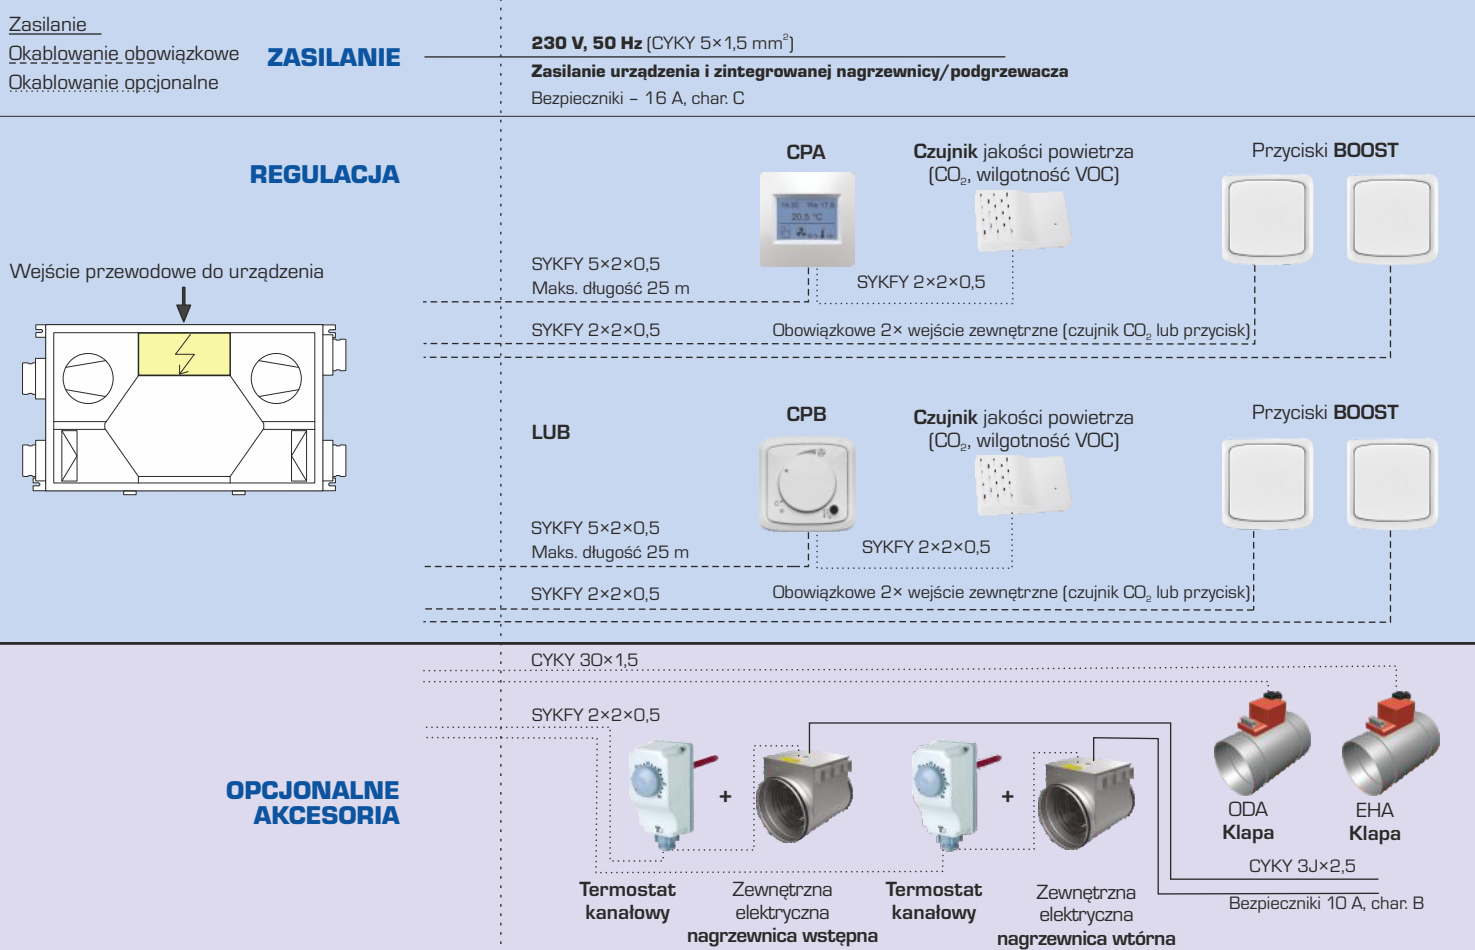 Zasilanie
Okablowanie obowiązkowe
Okablowanie opcjonalne
ZASILANIE
230 V, 50 Hz (CYKY 5×1,5 mm²)
Zasilanie urządzenia i zintegrowanej nagrzewnicy/podgrzewacza
Bezpieczniki – 16 A, char. C
REGULACJA
Wejście przewodowe do urządzenia
CPA
Czujnik jakości powietrza
(CO₂, wilgotność VOC)
Przyciski BOOST
20,5 °C
SYKFY 5×2×0,5
Maks. długość 25 m
SYKFY 2×2×0,5
SYKFY 2×2×0,5
Obowiązkowe 2× wejście zewnętrzne (czujnik CO₂ lub przycisk)
LUB
CPB
Czujnik jakości powietrza
(CO₂, wilgotność VOC)
Przyciski BOOST
SYKFY 5×2×0,5
Maks. długość 25 m
SYKFY 2×2×0,5
SYKFY 2×2×0,5
Obowiązkowe 2× wejście zewnętrzne (czujnik CO₂ lub przycisk)
OPCJONALNE
AKCESORIA
CYKY 3O×1,5
SYKFY 2×2×0,5
+
+
ODA
Klapa
EHA
Klapa
CYKY 3J×2,5
Bezpieczniki 10 A, char. B
Termostat
kanałowy
Zewnętrzna
elektryczna
nagrzewnica wstępna
Termostat
kanałowy
Zewnętrzna
elektryczna
nagrzewnica wtórna